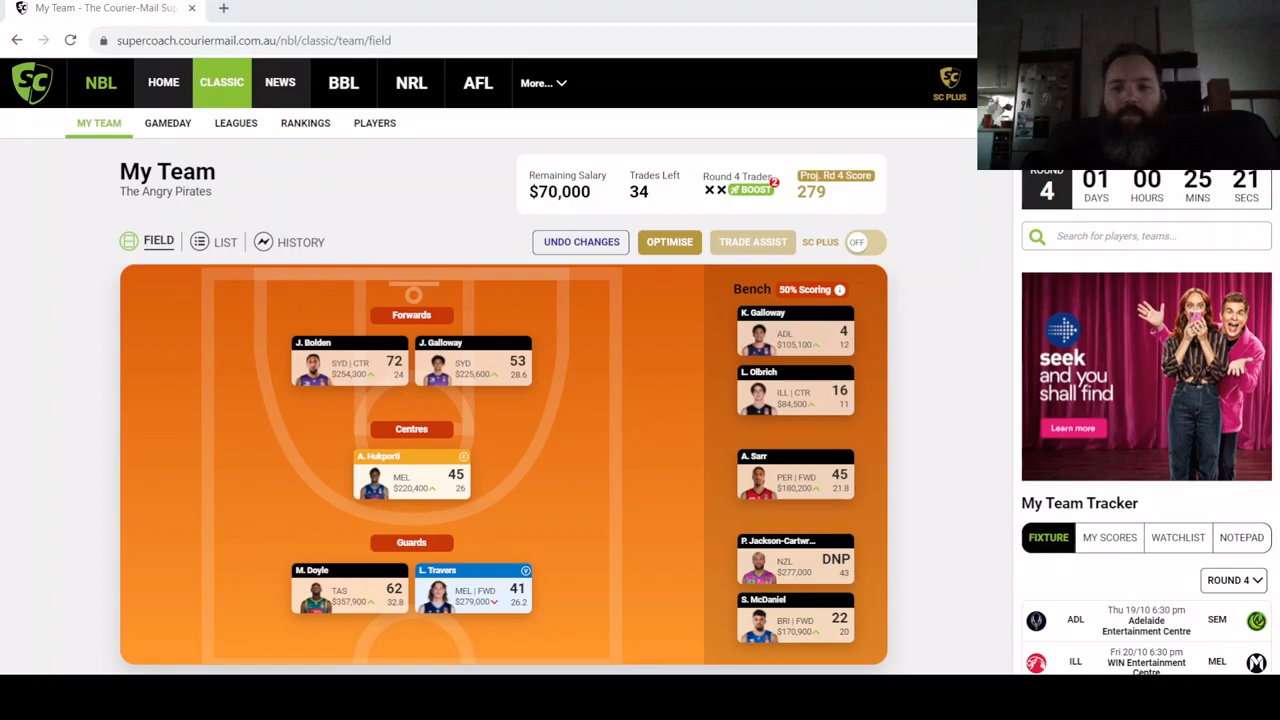 My Team - The Courier-Mail Sup
supercoach.couriermail.com.au/nbl/classic/team/field
SC
NBL
HOME
CLASSIC
NEWS
BBL
NRL
AFL
More...
SC PLUS
MY TEAM
GAMEDAY
LEAGUES
RANKINGS
PLAYERS
My Team
The Angry Pirates
Remaining Salary
$70,000
Trades Left
34
Round 4 Trades
BOOST
2
Proj. Rd 4 Score
279
ROUND
4
01
DAYS
00
HOURS
25
MINS
21
SECS
FIELD
LIST
HISTORY
UNDO CHANGES
OPTIMISE
TRADE ASSIST
SC PLUS
OFF
Search for players, teams...
Forwards
J. Bolden
SYD | CTR
72
$254,300
24
J. Galloway
SYD
53
$225,600
28.6
Centres
A. Hukporti
C
MEL
45
$220,400
26
Guards
M. Doyle
TAS
62
$357,900
32.8
L. Travers
V
MEL | FWD
41
$279,000
26.2
Bench
50% Scoring
K. Galloway
ADL
4
$105,100
12
L. Olbrich
ILL | CTR
16
$84,500
11
A. Sarr
PER | FWD
45
$180,200
21.8
P. Jackson-Cartwr...
NZL
DNP
$277,000
43
S. McDaniel
BRI | FWD
22
$170,900
20
seek
and you
shall find
Learn more
My Team Tracker
FIXTURE
MY SCORES
WATCHLIST
NOTEPAD
ROUND 4
ADL
Thu 19/10 6:30 pm
Adelaide
Entertainment Centre
SEM
ILL
Fri 20/10 6:30 pm
WIN Entertainment
Centre
MEL